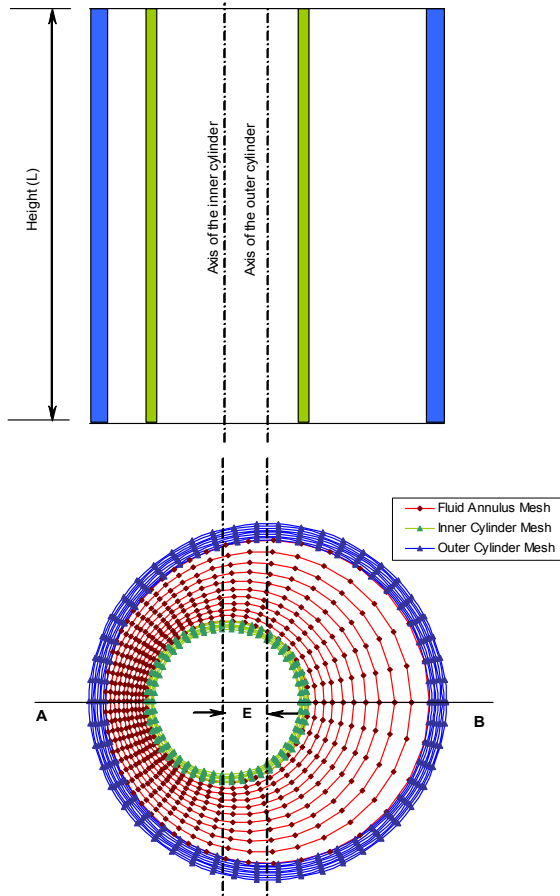 Height (L)
Axis of the inner cylinder
Axis of the outer cylinder
Fluid Annulus Mesh
Inner Cylinder Mesh
Outer Cylinder Mesh
A
E
B